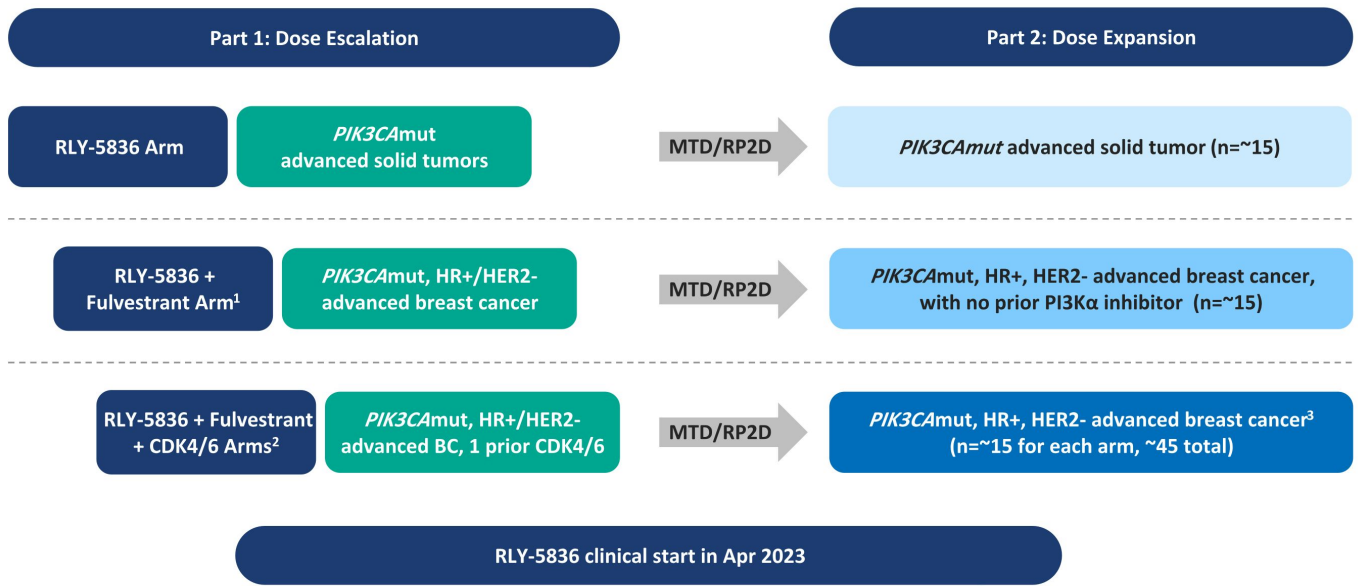 Part 1: Dose Escalation
Part 2: Dose Expansion
RLY-5836 Arm
PIK3CAmut
advanced solid tumors
MTD/RP2D
PIK3CAmut advanced solid tumor (n=~15)
RLY-5836 +
Fulvestrant Arm¹
PIK3CAmut, HR+/HER2-
advanced breast cancer
MTD/RP2D
PIK3CAmut, HR+, HER2- advanced breast cancer,
with no prior PI3Kα inhibitor (n=~15)
RLY-5836 + Fulvestrant
+ CDK4/6 Arms²
PIK3CAmut, HR+/HER2-
advanced BC, 1 prior CDK4/6
MTD/RP2D
PIK3CAmut, HR+, HER2- advanced breast cancer³
(n=~15 for each arm, ~45 total)
RLY-5836 clinical start in Apr 2023